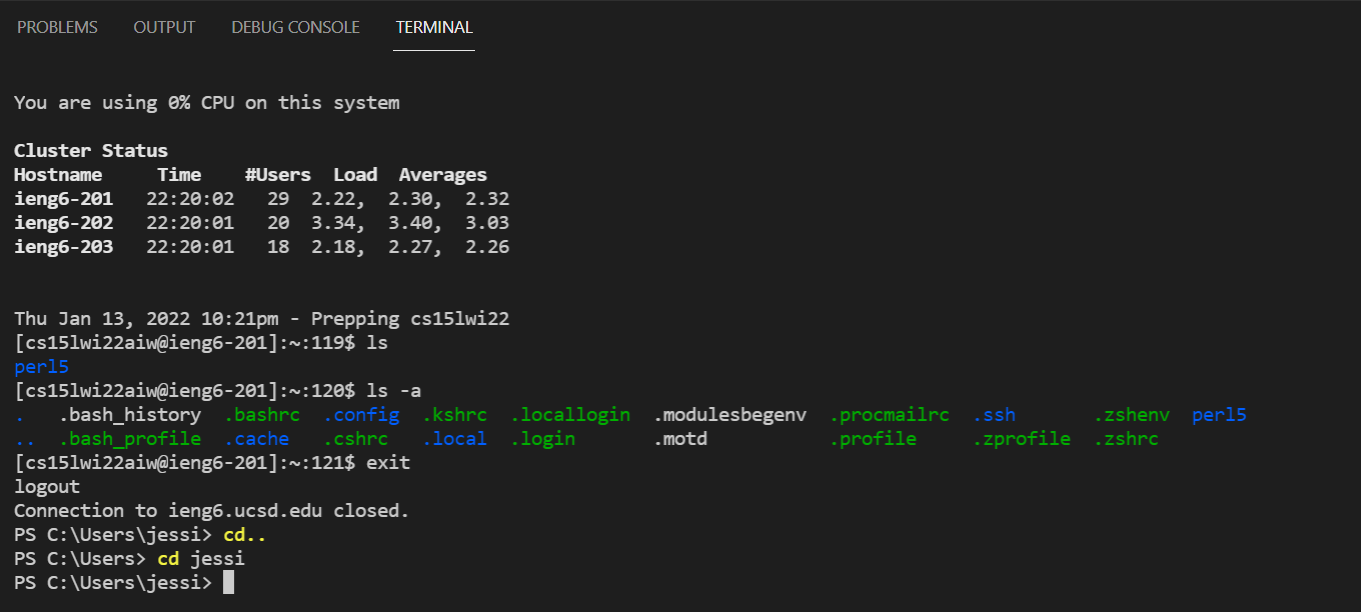 PROBLEMS OUTPUT DEBUG CONSOLE TERMINAL
You are using 0% CPU on this system
Cluster Status
Hostname     Time    #Users  Load  Averages
ieng6-201   22:20:02   29  2.22,  2.30,  2.32
ieng6-202   22:20:01   20  3.34,  3.40,  3.03
ieng6-203   22:20:01   18  2.18,  2.27,  2.26
Thu Jan 13, 2022 10:21pm - Prepping cs15lwi22
[cs15lwi22aiw@ieng6-201]:~:119$ ls
perl5
[cs15lwi22aiw@ieng6-201]:~:120$ ls -a
.   .bash_history  .bashrc  .config  .kshrc  .locallogin  .modulesbegenv  .procmailrc  .ssh       .zshenv  perl5
..  .bash_profile  .cache   .cshrc   .local  .login       .motd           .profile     .zprofile  .zshrc
[cs15lwi22aiw@ieng6-201]:~:121$ exit
logout
Connection to ieng6.ucsd.edu closed.
PS C:\Users\jessi> cd..
PS C:\Users> cd jessi
PS C:\Users\jessi>